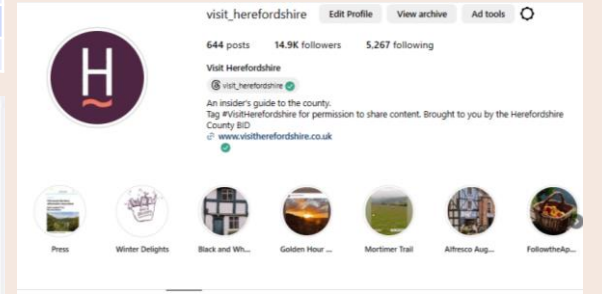 visit_herefordshire Edit Profile View archive Ad tools
644 posts 14.9K followers 5,267 following
Visit Herefordshire
visit_herefordshire
H
An insider's guide to the county.
Tag #VisitHerefordshire for permission to share content. Brought to you by the Herefordshire
County BID
www.visitherefordshire.co.uk
Press Winter Delights Black and Wh... Golden Hour ... Mortimer Trail Alfresco Aug... FollowtheAp...